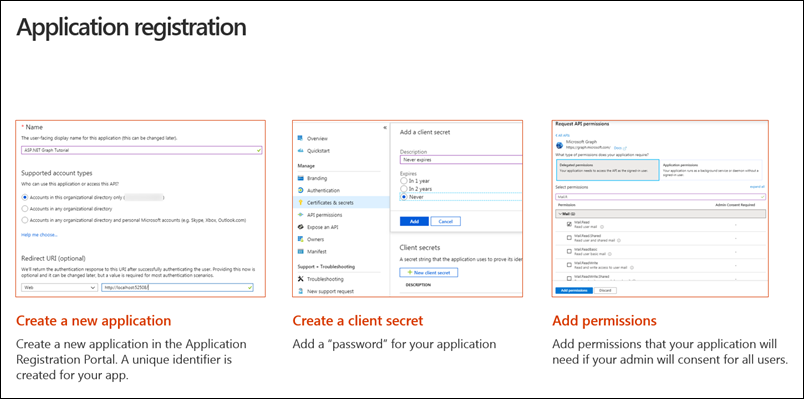 Application registration
* Name
The user-facing display name for this application (this can be changed later).
ASP.NET Graph Tutorial
Supported account types
Who can use this application or access this API?
Accounts in this organizational directory only (
Accounts in any organizational directory
Accounts in any organizational directory and personal Microsoft accounts (e.g. Skype, Xbox, Outlook.com)
Help me choose...
Redirect URI (optional)
We'll return the authentication response to this URI after successfully authenticating the user. Providing this now is
optional and it can be changed later, but a value is required for most authentication scenarios.
Web
Create a new application
Create a new application in the Application
Registration Portal. A unique identifier is
created for your app.
Overview
Quickstart
Manage
Branding
Authentication
Certificates & secrets
API permissions
Expose an API
Owners
Manifest
Support + Troubleshooting
Troubleshooting
New support request
Add a client secret
Description
Never expires
Expires
In 1 year
In 2 years
Never
Add
Cancel
Client secrets
A secret string that the application uses to prove its iden
+ New client secret
DESCRIPTION
Create a client secret
Add a “password” for your application
Request API permissions
All APIs
Microsoft Graph
https://graph.microsoft.com/ Docs
What type of permissions does your application require?
Delegated permissions
Your application needs to access the API as the signed-in user.
Application permissions
Your application runs as a background service or daemon without a
signed-in user.
Select permissions
expand all
Permission
Admin Consent Required
Mail.Read
Read user mail
Mail.Read.Shared
Read user and shared mail
Mail.ReadBasic
Read user basic mail
Mail.ReadWrite
Read and write access to user mail
Mail.ReadWrite.Shared
Add permissions
Discard
Add permissions
Add permissions that your application will
need if your admin will consent for all users.